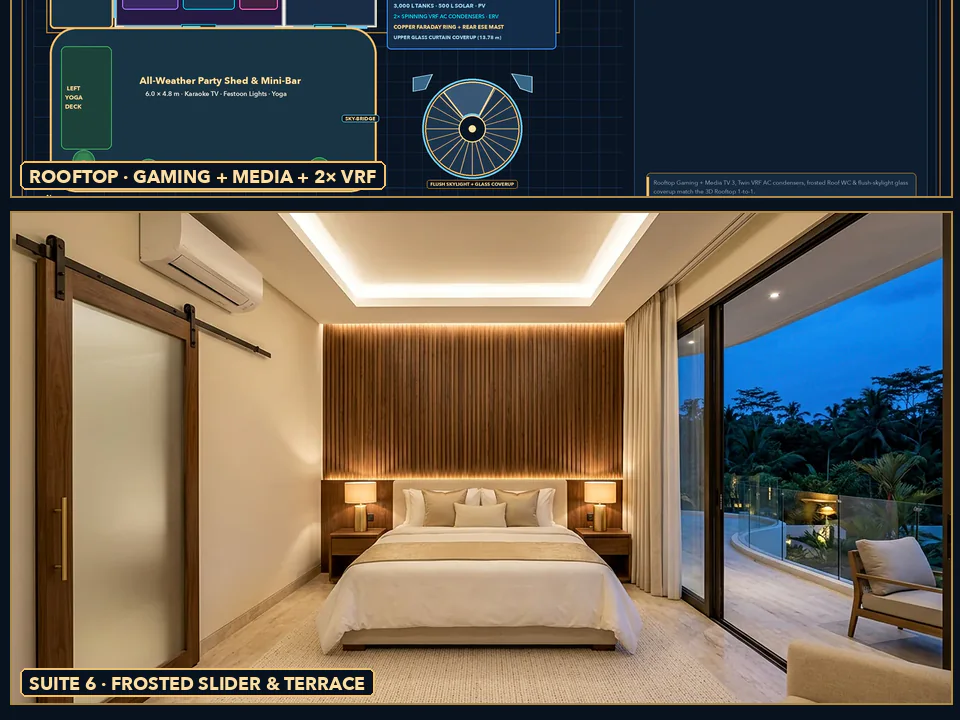 3,000 L TANKS · 500 L SOLAR · PV
2× SPINNING VRF AC CONDENSERS · ERV
COPPER FARADAY RING + REAR ESE MAST
UPPER GLASS CURTAIN COVERUP (13.70 m)
All-Weather Party Shed & Mini-Bar
6.0 × 4.8 m · Karaoke TV · Festoon Lights · Yoga
LEFT
YOGA
DECK
SKY-BRIDGE
FLUSH SKYLIGHT + GLASS COVERUP
Rooftop Gaming + Media TV 3, Twin VRF AC condensers, frosted Roof WC & flush-skylight glass
coverup match the 3D Rooftop 1-to-1.
ROOFTOP · GAMING + MEDIA + 2× VRF
SUITE 6 · FROSTED SLIDER & TERRACE